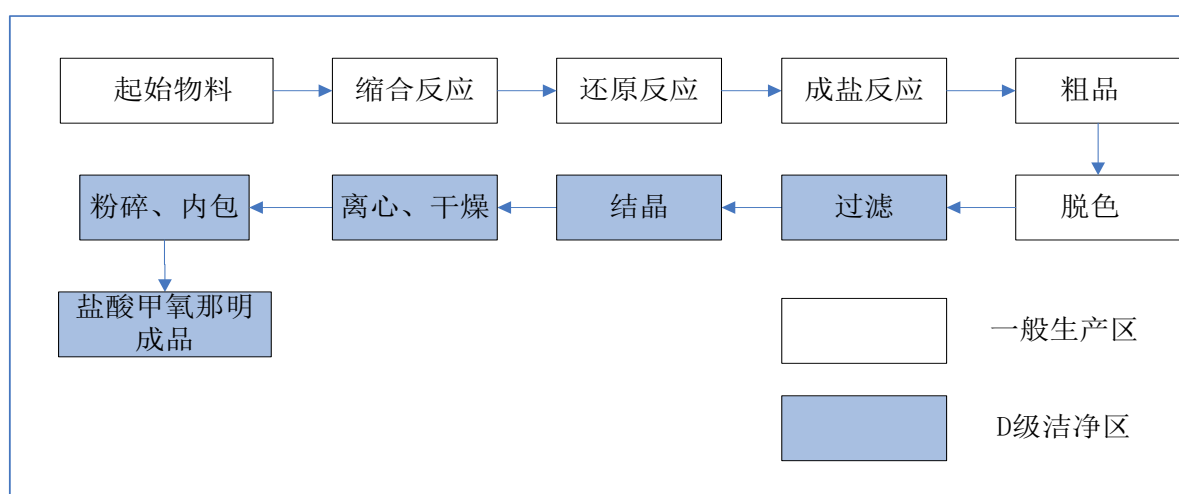 起始物料
缩合反应
还原反应
成盐反应
粗品
粉碎、内包
离心、干燥
结晶
过滤
脱色
盐酸甲氧那明
成品
一般生产区
D级洁净区